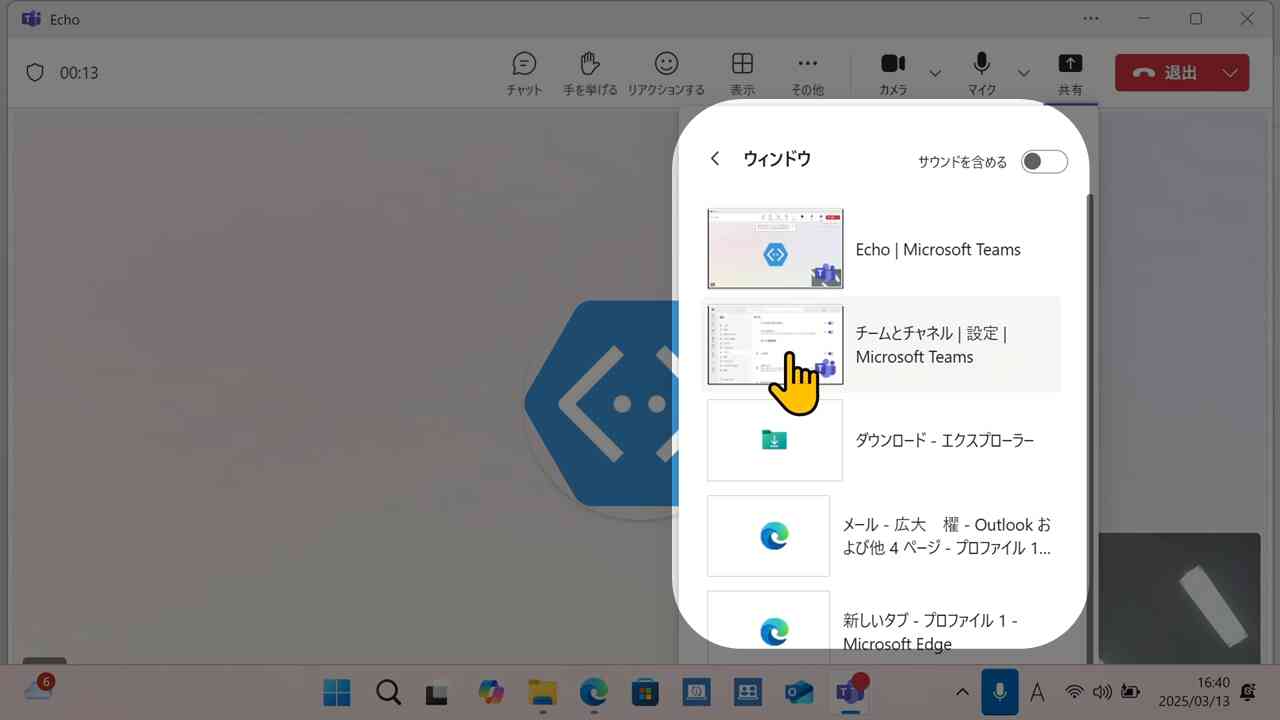 Echo
00:13
チャット
手を挙げる
リアクションする
表示
その他
カメラ
マイク
共有
退出
ウィンドウ
サウンドを含める
Echo | Microsoft Teams
チームとチャネル | 設定 |
Microsoft Teams
ダウンロード - エクスプローラー
メール - 広大　櫂 - Outlook お
よび他 4 ページ - プロファイル 1...
新しいタブ - プロファイル 1 -
Microsoft Edge
6
A
16:40
2025/03/13